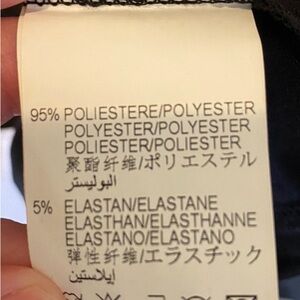 95% POLIESTERE/POLYESTER
POLYESTER/POLYESTER
POLIESTER/POLIESTER
聚酯纤维/ポリエステル
البوليستر
5% ELASTAN/ELASTANE
ELASTHAN/ELASTHANNE
ELASTANO/ELASTANO
弹性纤维/エラスチック
إيلاستين